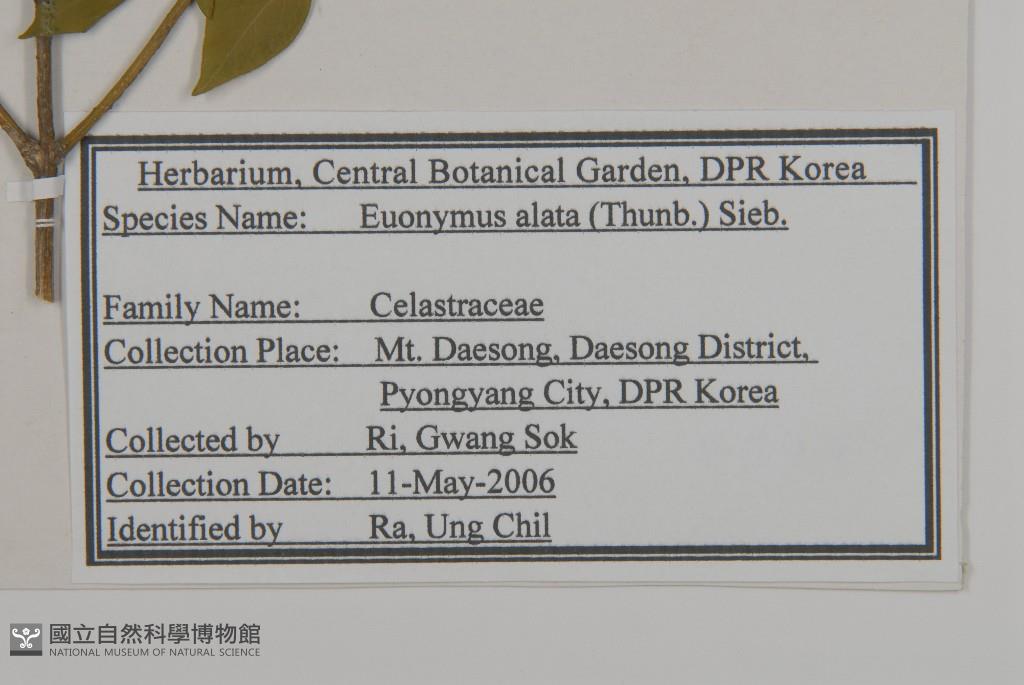 Herbarium, Central Botanical Garden, DPR Korea
Species Name: Euonymus alata (Thunb.) Sieb.
Family Name: Celastraceae
Collection Place: Mt. Daesong, Daesong District,
Pyongyang City, DPR Korea
Collected by Ri, Gwang Sok
Collection Date: 11-May-2006
Identified by Ra, Ung Chil
國立自然科學博物館
NATIONAL MUSEUM OF NATURAL SCIENCE